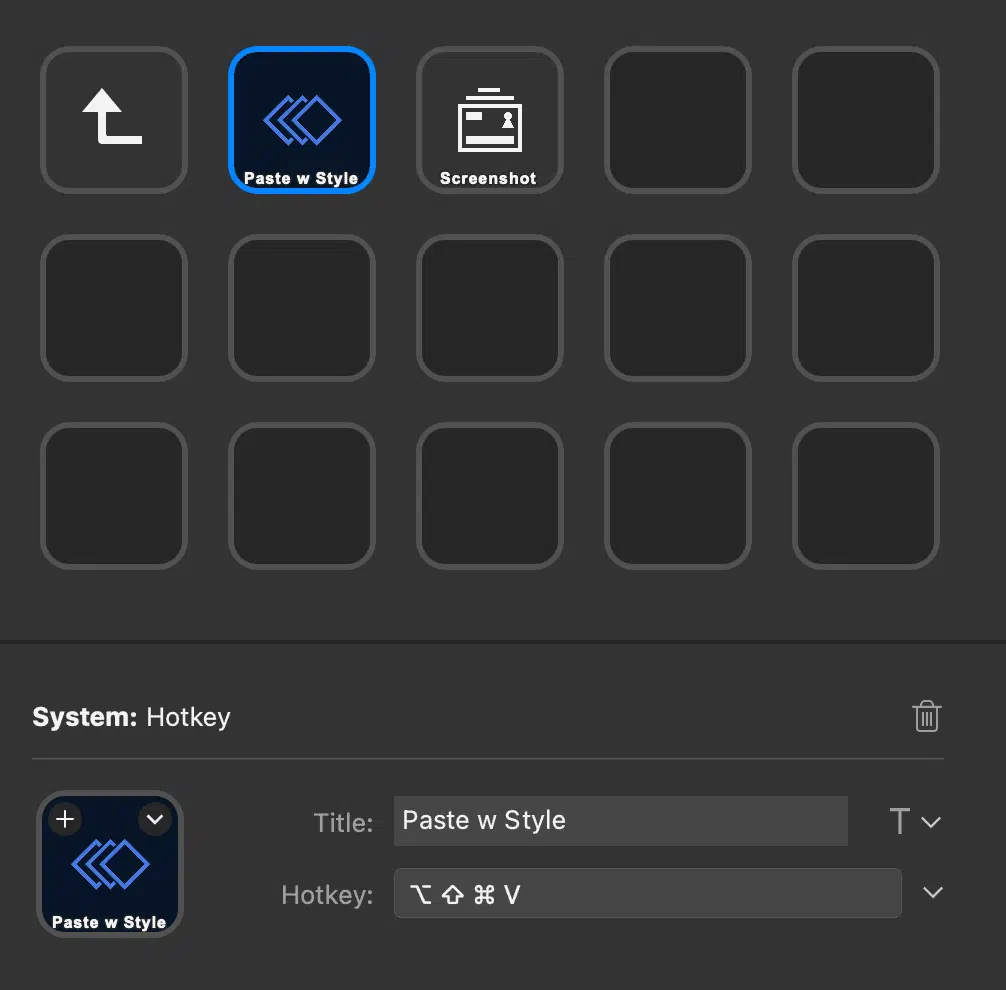 Paste w Style
Screenshot
System: Hotkey
Title: Paste w Style T
Hotkey: ⌥ ⇧ ⌘ V
Paste w Style